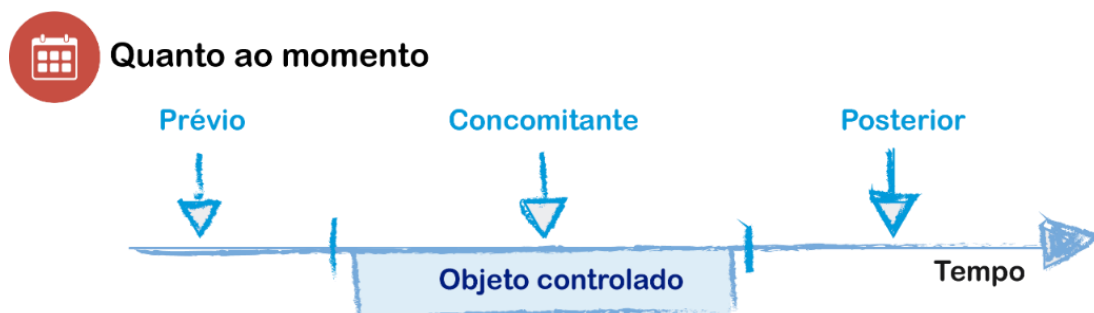 Quanto ao momento
Prévio Concomitante Posterior
Objeto controlado
Tempo